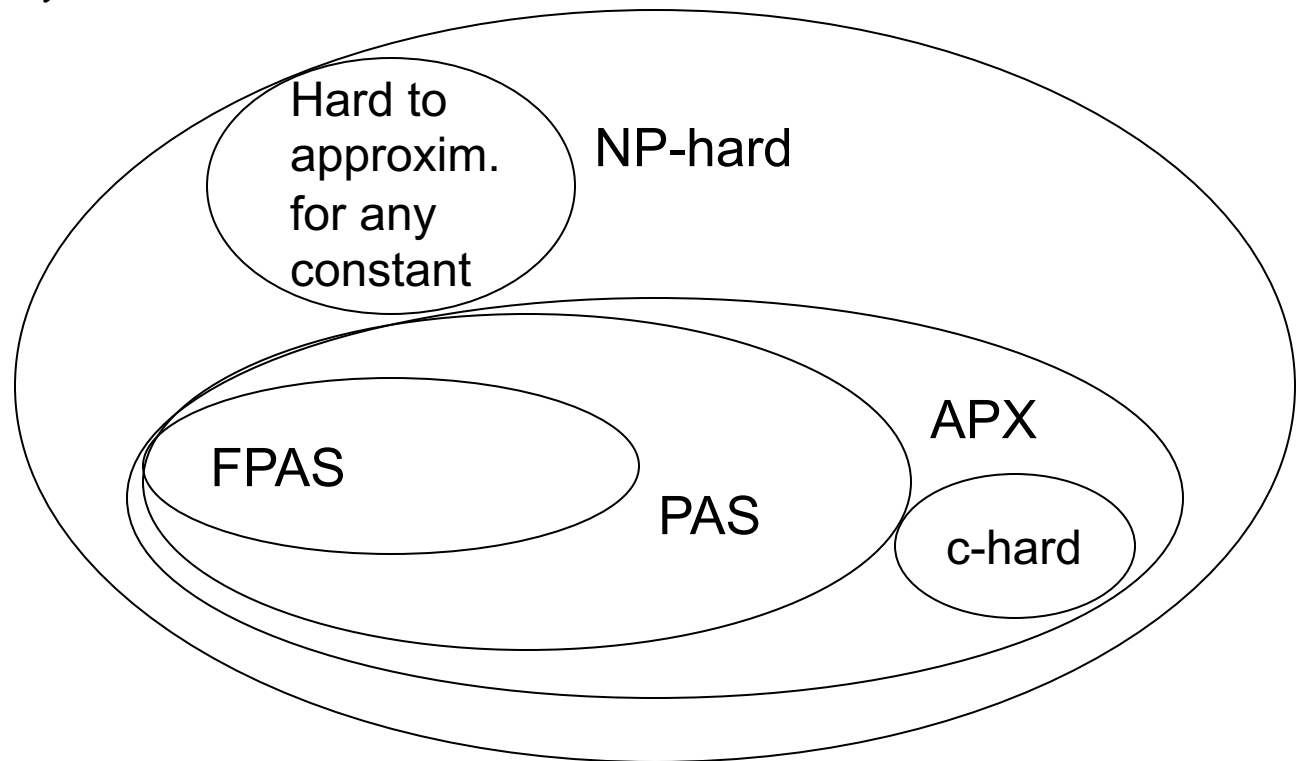 Hard to
approxim.
for any
constant
NP-hard
APX
FPAS
PAS
c-hard